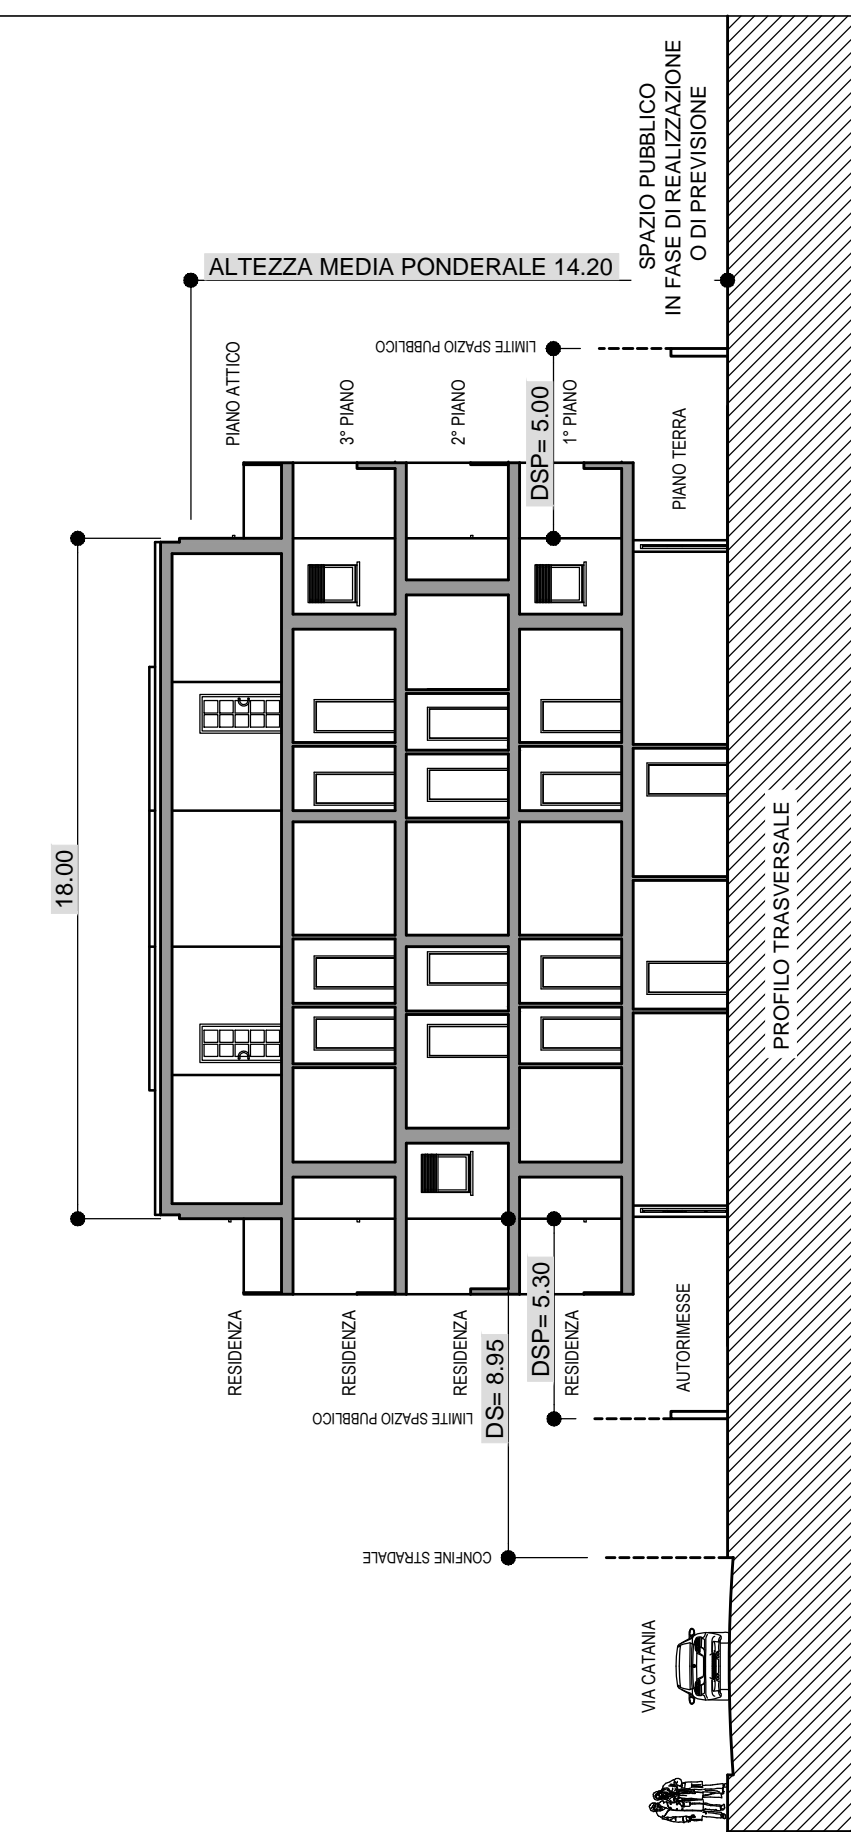 SPAZIO PUBBLICO
IN FASE DI REALIZZAZIONE
O DI PREVISIONE
ALTEZZA MEDIA PONDERALE 14.20
LIMITE SPAZIO PUBBLICO
PIANO ATTICO
3° PIANO
2° PIANO
1° PIANO
PIANO TERRA
DSP= 5.00
18.00
PROFILO TRASVERSALE
RESIDENZA
RESIDENZA
RESIDENZA
RESIDENZA
AUTORIMESSE
DSP= 5.30
DS= 8.95
LIMITE SPAZIO PUBBLICO
CONFINE STRADALE
VIA CATANIA